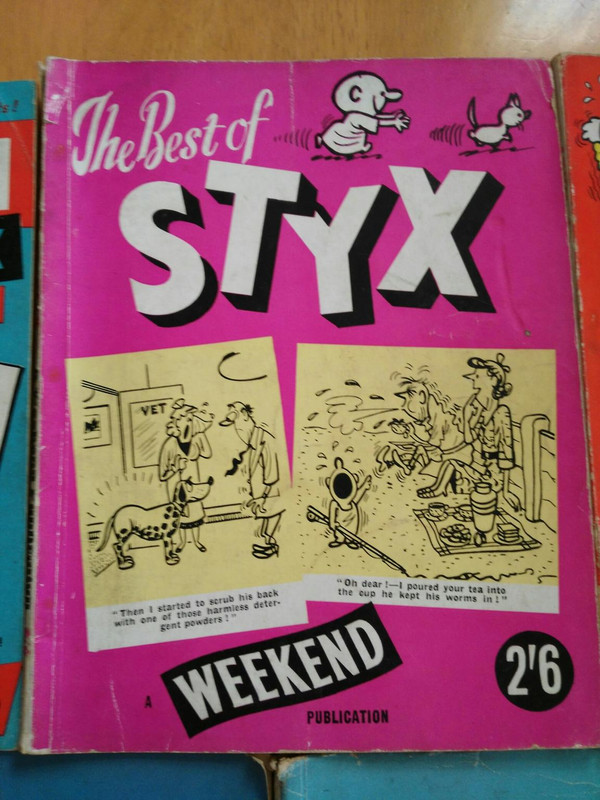 The Best of
STYX
VET
"Then I started to scrub his back
with one of those harmless deter-
gent powders!"
"Oh dear!—I poured your tea into
the cup he kept his worms in!"
A WEEKEND
PUBLICATION
2'6